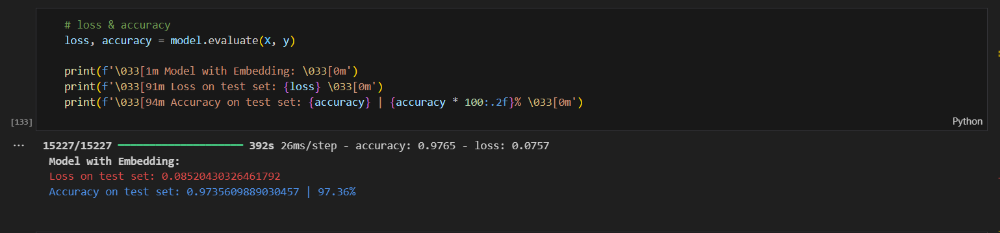 # loss & accuracy
loss, accuracy = model.evaluate(X, y)
print(f'\033[1m Model with Embedding: \033[0m')
print(f'\033[91m Loss on test set: {loss} \033[0m')
print(f'\033[94m Accuracy on test set: {accuracy} | {accuracy * 100:.2f}% \033[0m')
[133]
Python
... 15227/15227 ━━━━━━━━━━━━━━━━━━━━ 392s 26ms/step - accuracy: 0.9765 - loss: 0.0757
Model with Embedding:
Loss on test set: 0.08520430326461792
Accuracy on test set: 0.9735609889030457 | 97.36%